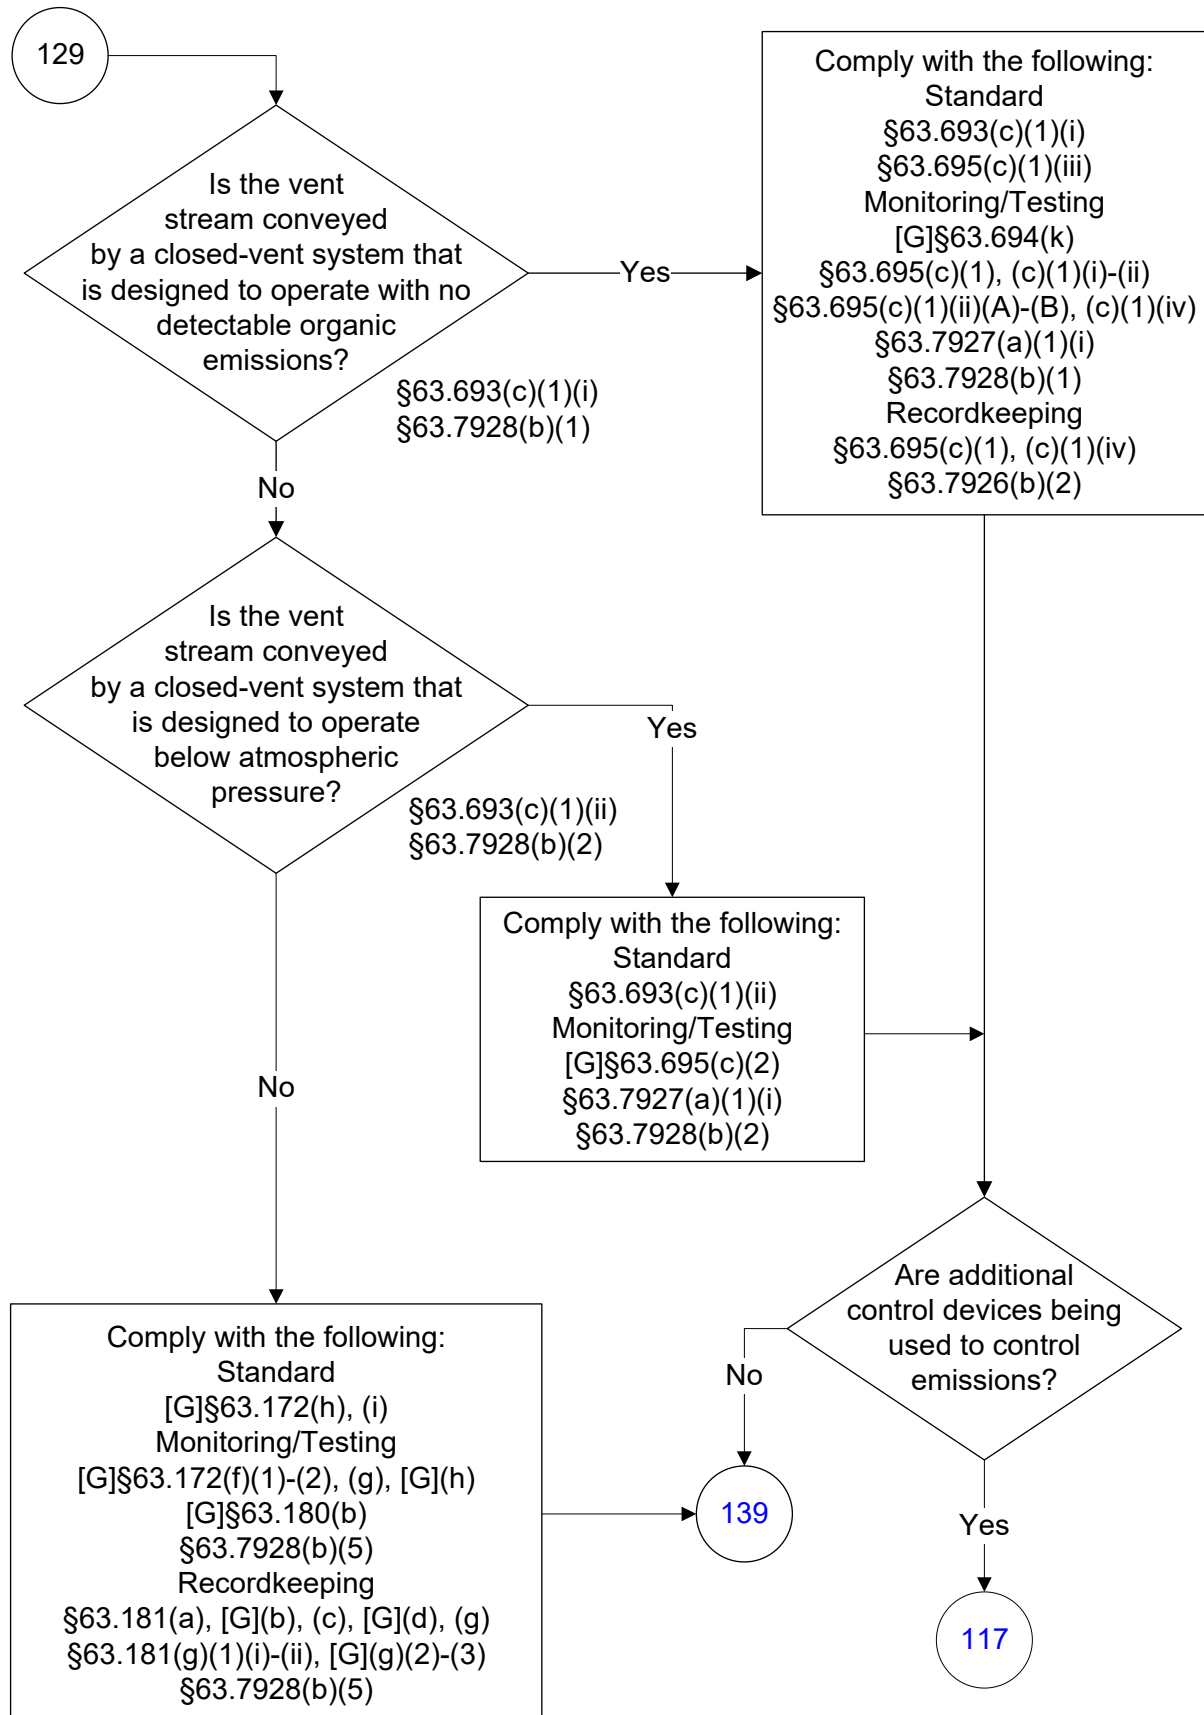 129
Is the vent
stream conveyed
by a closed-vent system that
is designed to operate with no
detectable organic
emissions?
§63.693(c)(1)(i)
§63.7928(b)(1)
Yes
Comply with the following:
Standard
§63.693(c)(1)(i)
§63.695(c)(1)(iii)
Monitoring/Testing
[G]§63.694(k)
§63.695(c)(1), (c)(1)(i)-(ii)
§63.695(c)(1)(ii)(A)-(B), (c)(1)(iv)
§63.7927(a)(1)(i)
§63.7928(b)(1)
Recordkeeping
§63.695(c)(1), (c)(1)(iv)
§63.7926(b)(2)
No
Is the vent
stream conveyed
by a closed-vent system that
is designed to operate
below atmospheric
pressure?
§63.693(c)(1)(ii)
§63.7928(b)(2)
Yes
Comply with the following:
Standard
§63.693(c)(1)(ii)
Monitoring/Testing
[G]§63.695(c)(2)
§63.7927(a)(1)(i)
§63.7928(b)(2)
No
Comply with the following:
Standard
[G]§63.172(h), (i)
Monitoring/Testing
[G]§63.172(f)(1)-(2), (g), [G](h)
[G]§63.180(b)
§63.7928(b)(5)
Recordkeeping
§63.181(a), [G](b), (c), [G](d), (g)
§63.181(g)(1)(i)-(ii), [G](g)(2)-(3)
§63.7928(b)(5)
Are additional
control devices being
used to control
emissions?
No
139
Yes
117